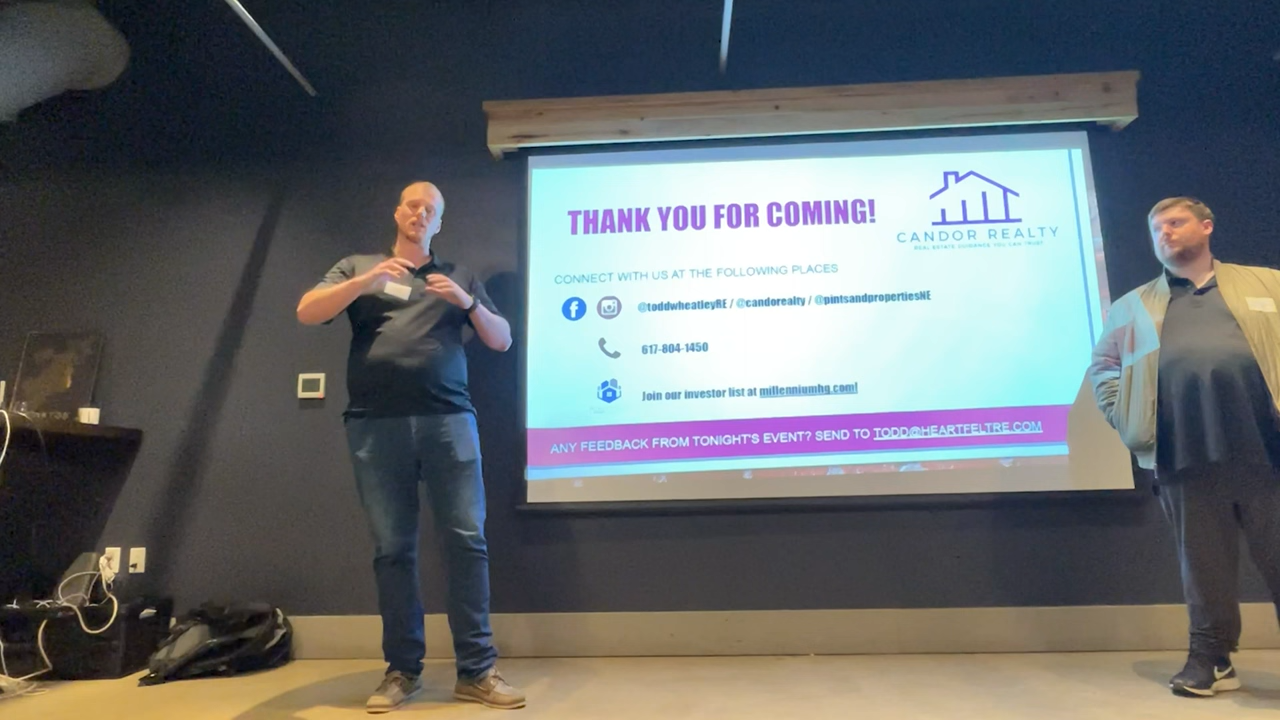 THANK YOU FOR COMING!
CANDOR REALTY
REAL ESTATE GUIDANCE YOU CAN TRUST
CONNECT WITH US AT THE FOLLOWING PLACES
@toddwheatleyRE / @candorealty / @pintsandpropertiesNE
617-804-1450
Join our investor list at millenniumhg.com!
ANY FEEDBACK FROM TONIGHT'S EVENT? SEND TO TODD@HEARTFELTRE.COM